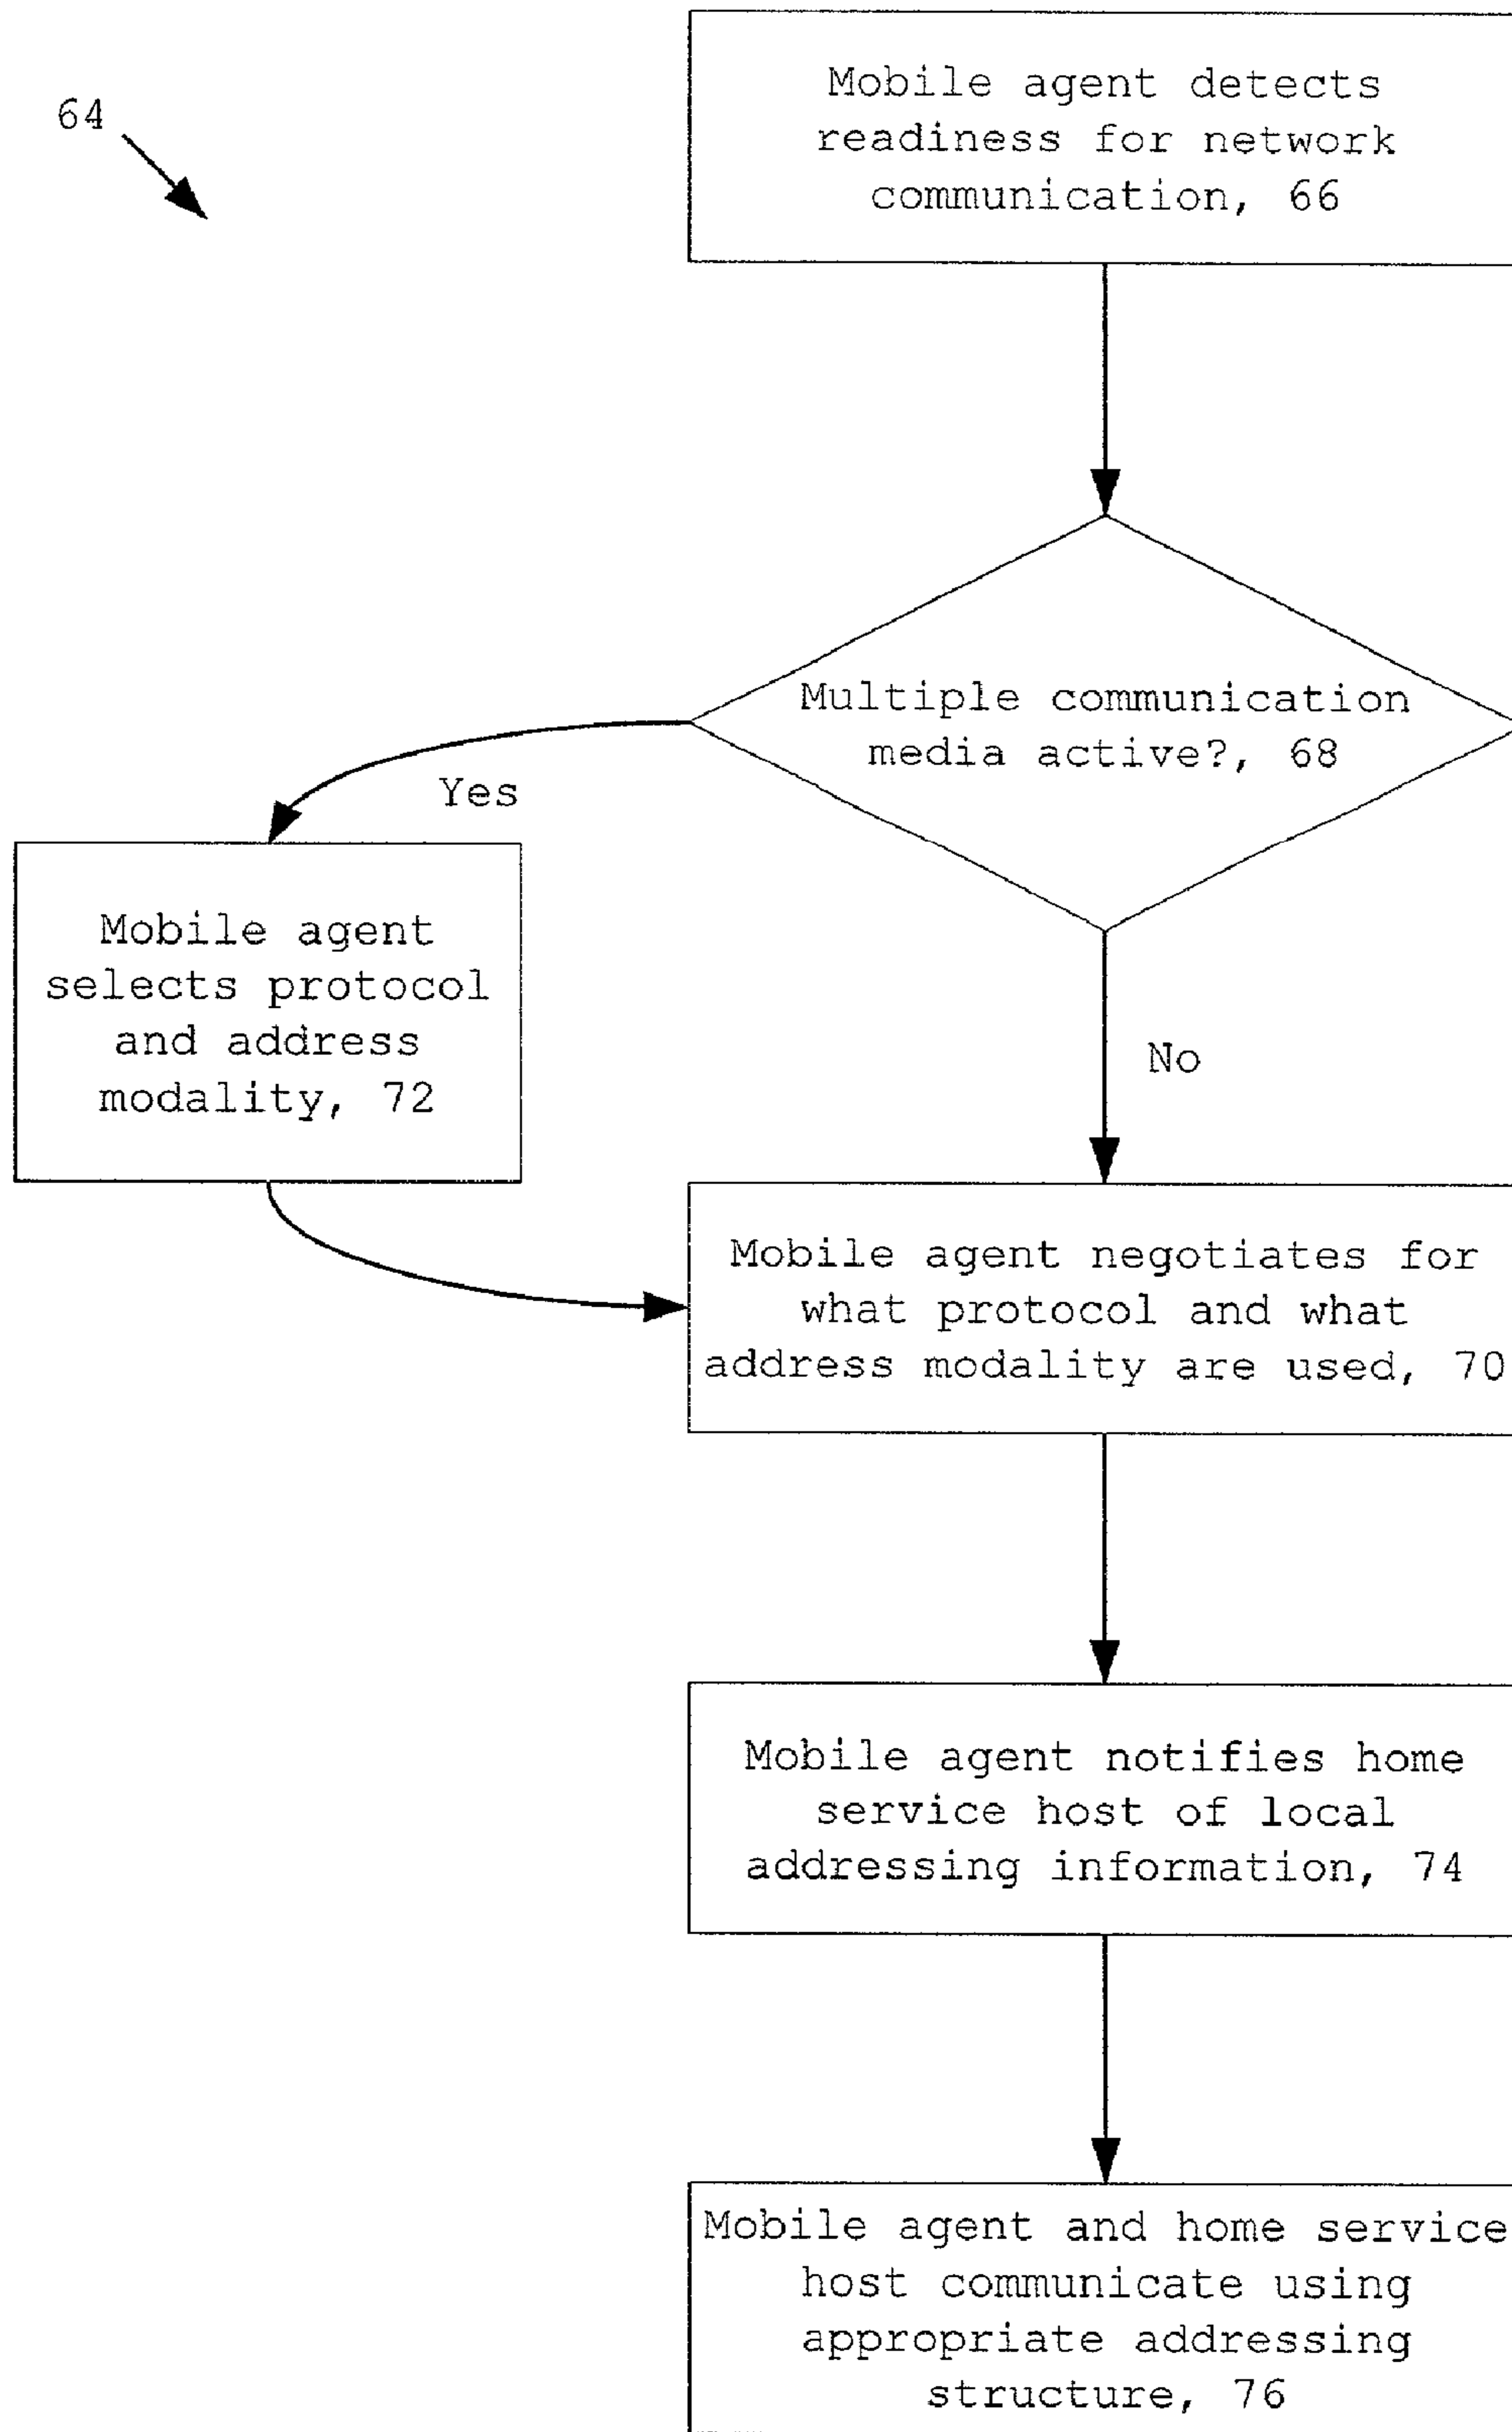 64
Mobile agent detects
readiness for network
communication, 66
Multiple communication
media active?, 68
Yes
Mobile agent
selects protocol
and address
modality, 72
No
Mobile agent negotiates for
what protocol and what
address modality are used, 70
Mobile agent notifies home
service host of local
addressing information, 74
Mobile agent and home service
host communicate using
appropriate addressing
structure, 76